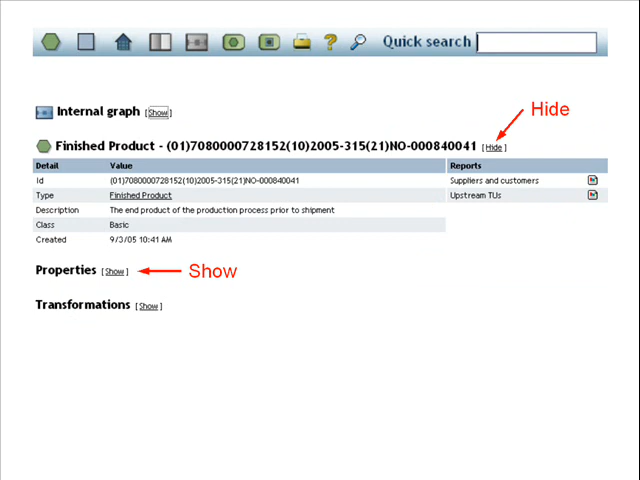 Quick search
Internal graph [Show]
Hide
Finished Product - (01)7080000728152(10)2005-315(21)NO-000840041 [Hide]
Detail Value Reports
Id (01)7080000728152(10)2005-315(21)NO-000840041 Suppliers and customers
Type Finished Product Upstream TUs
Description The end product of the production process prior to shipment
Class Basic
Created 9/3/05 10:41 AM
Properties [Show] Show
Transformations [Show]